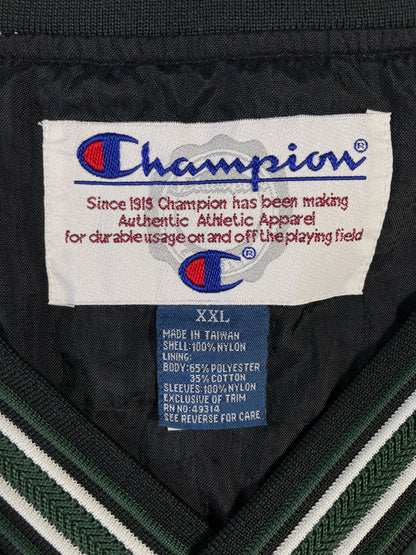 Champion®
Since 1919 Champion has been making
Authentic Athletic Apparel
for durable usage on and off the playing field
®
XXL
MADE IN TAIWAN
SHELL: 100% NYLON
LINING:
BODY: 65% POLYESTER
35% COTTON
SLEEVES: 100% NYLON
EXCLUSIVE OF TRIM
RN NO: 49314
SEE REVERSE FOR CARE